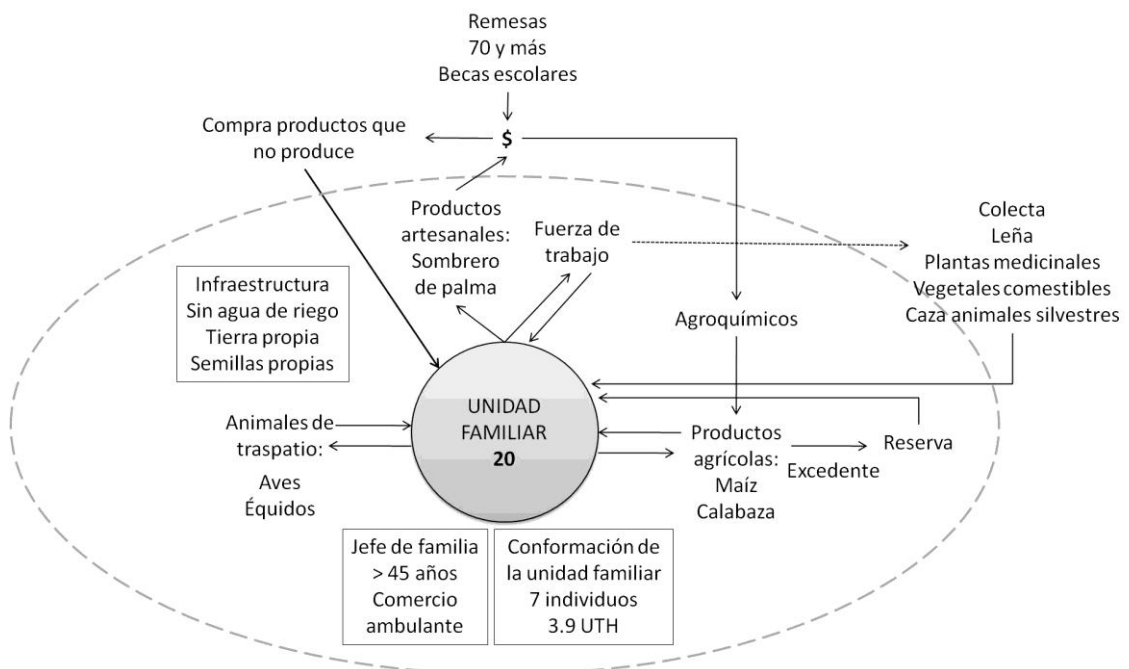 Remesas
70 y más
Becas escolares
Compra productos que
no produce
$
Productos
artesanales:
Sombrero
de palma
Fuerza de
trabajo
Colecta
Leña
Plantas medicinales
Vegetales comestibles
Caza animales silvestres
Infraestructura
Sin agua de riego
Tierra propia
Semillas propias
Agroquímicos
UNIDAD
FAMILIAR
20
Animales de
traspatio:
Aves
Équidos
Productos
agrícolas:
Maíz
Calabaza
Excedente
Reserva
Jefe de familia
> 45 años
Comercio
ambulante
Conformación de
la unidad familiar
7 individuos
3.9 UTH